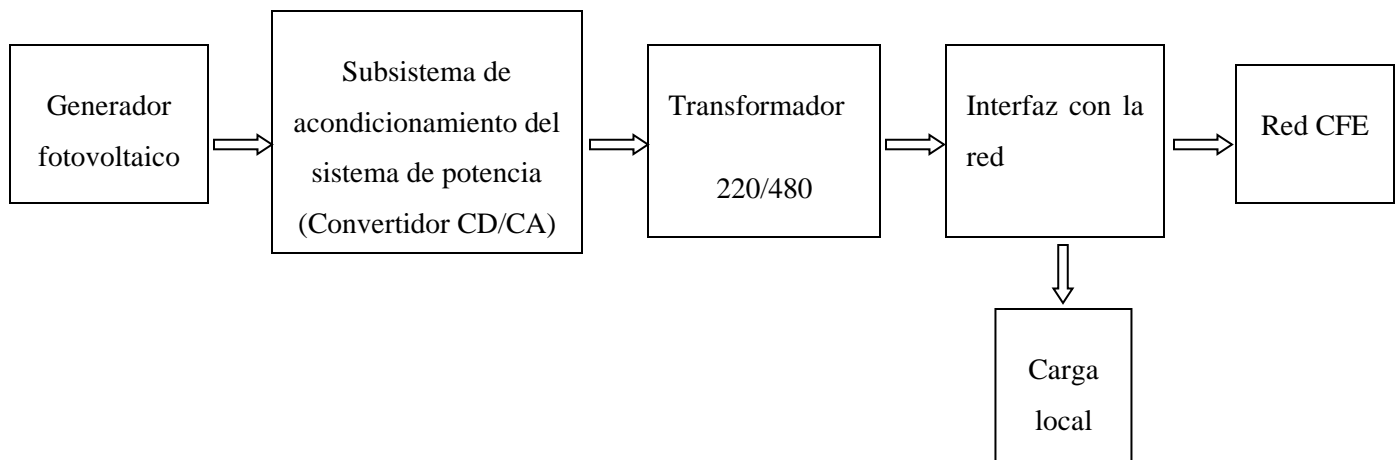 Generador
fotovoltaico
Subsistema de
acondicionamiento del
sistema de potencia
(Convertidor CD/CA)
Transformador
220/480
Interfaz con la
red
Red CFE
Carga
local